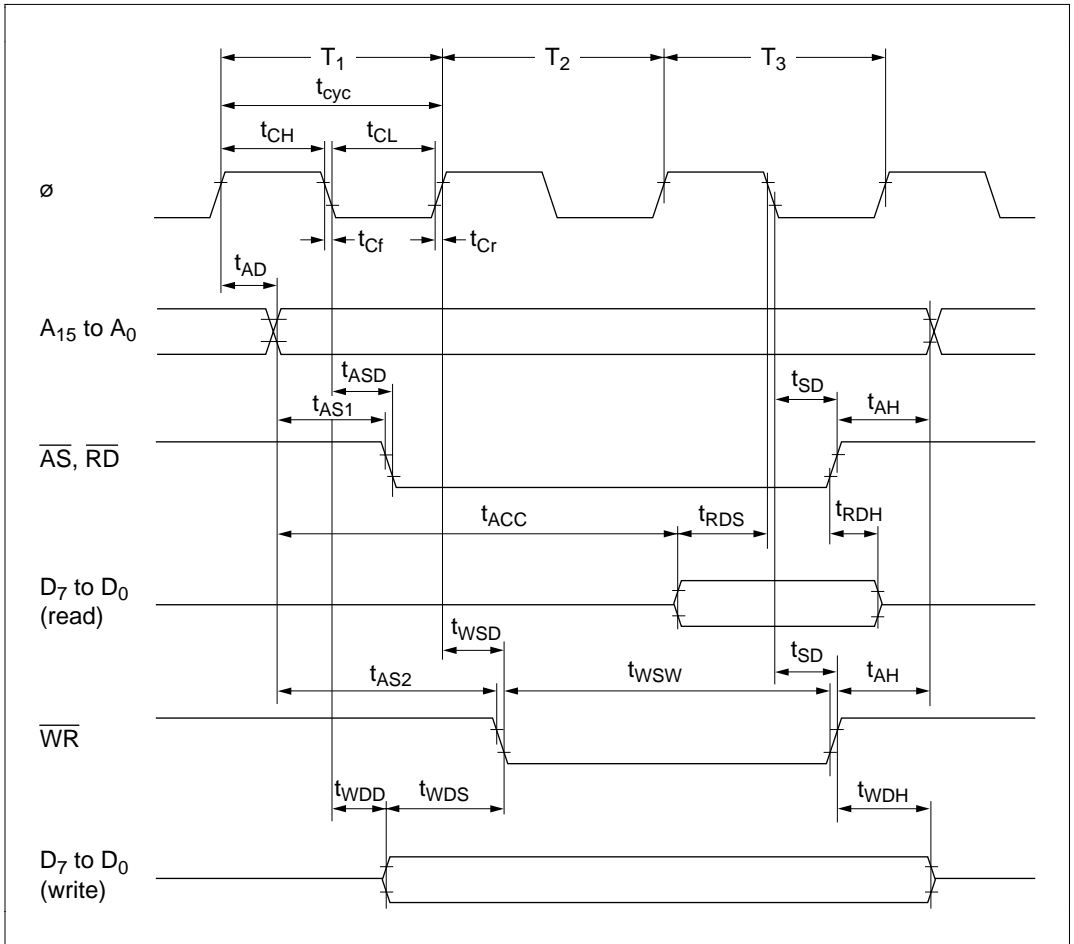 T1 T2 T3
tcyc
tCH tCL
ø
tCf tCr
tAD
A15 to A0
tASD tSD
tAS1 tAH
AS, RD
tACC tRDS tRDH
D7 to D0
(read)
tWSD tSD
tAS2 tWSW tAH
WR
tWDD tWDS tWDH
D7 to D0
(write)